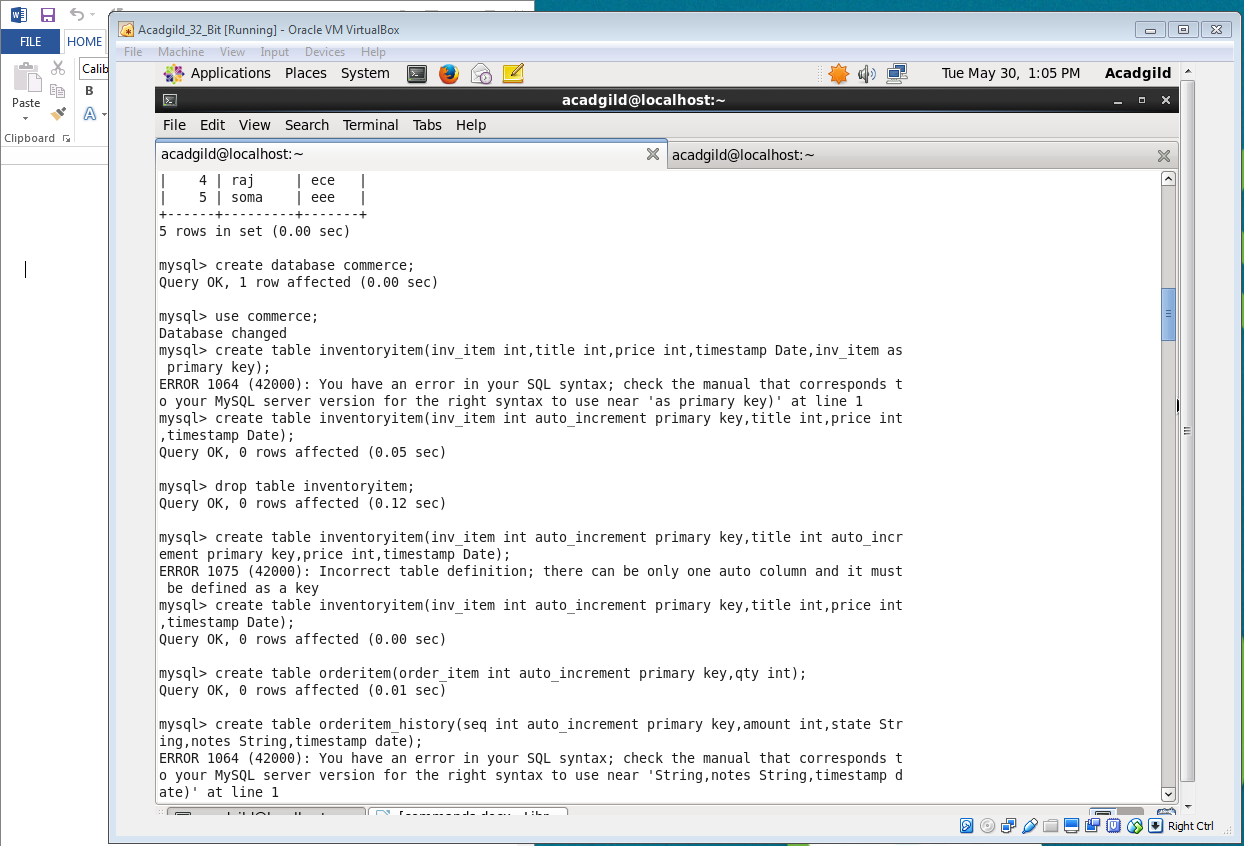 FILE
HOME
Calib
Paste
B
A
Clipboard
Acadgild_32_Bit [Running] - Oracle VM VirtualBox
File Machine View Input Devices Help
Applications Places System
Tue May 30, 1:05 PM Acadgild
acadgild@localhost:~
File Edit View Search Terminal Tabs Help
acadgild@localhost:~
acadgild@localhost:~
|    4 | raj     | ece   |
|    5 | soma    | eee   |
+------+---------+-------+
5 rows in set (0.00 sec)
mysql> create database commerce;
Query OK, 1 row affected (0.00 sec)
mysql> use commerce;
Database changed
mysql> create table inventoryitem(inv_item int,title int,price int,timestamp Date,inv_item as
 primary key);
ERROR 1064 (42000): You have an error in your SQL syntax; check the manual that corresponds t
o your MySQL server version for the right syntax to use near 'as primary key)' at line 1
mysql> create table inventoryitem(inv_item int auto_increment primary key,title int,price int
,timestamp Date);
Query OK, 0 rows affected (0.05 sec)
mysql> drop table inventoryitem;
Query OK, 0 rows affected (0.12 sec)
mysql> create table inventoryitem(inv_item int auto_increment primary key,title int auto_incr
ement primary key,price int,timestamp Date);
ERROR 1075 (42000): Incorrect table definition; there can be only one auto column and it must
 be defined as a key
mysql> create table inventoryitem(inv_item int auto_increment primary key,title int,price int
,timestamp Date);
Query OK, 0 rows affected (0.00 sec)
mysql> create table orderitem(order_item int auto_increment primary key,qty int);
Query OK, 0 rows affected (0.01 sec)
mysql> create table orderitem_history(seq int auto_increment primary key,amount int,state Str
ing,notes String,timestamp date);
ERROR 1064 (42000): You have an error in your SQL syntax; check the manual that corresponds t
o your MySQL server version for the right syntax to use near 'String,notes String,timestamp d
ate)' at line 1
Right Ctrl